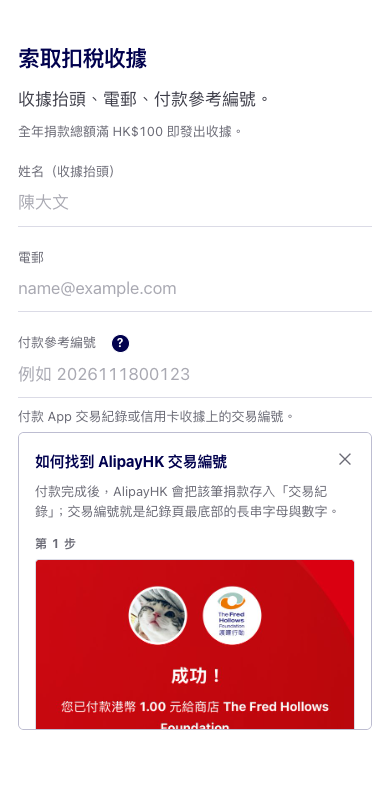 索取扣稅收據
收據抬頭、電郵、付款參考編號。
全年捐款總額滿 HK$100 即發出收據。
姓名（收據抬頭）
陳大文
電郵
name@example.com
付款參考編號 ?
例如 2026111800123
付款 App 交易紀錄或信用卡收據上的交易編號。
如何找到 AlipayHK 交易編號
付款完成後，AlipayHK 會把該筆捐款存入「交易紀
錄」；交易編號就是紀錄頁最底部的長串字母與數字。
第 1 步
The Fred
Hollows
Foundation
護瞳行動
成功！
您已付款港幣 1.00 元給商店 The Fred Hollows
Foundation